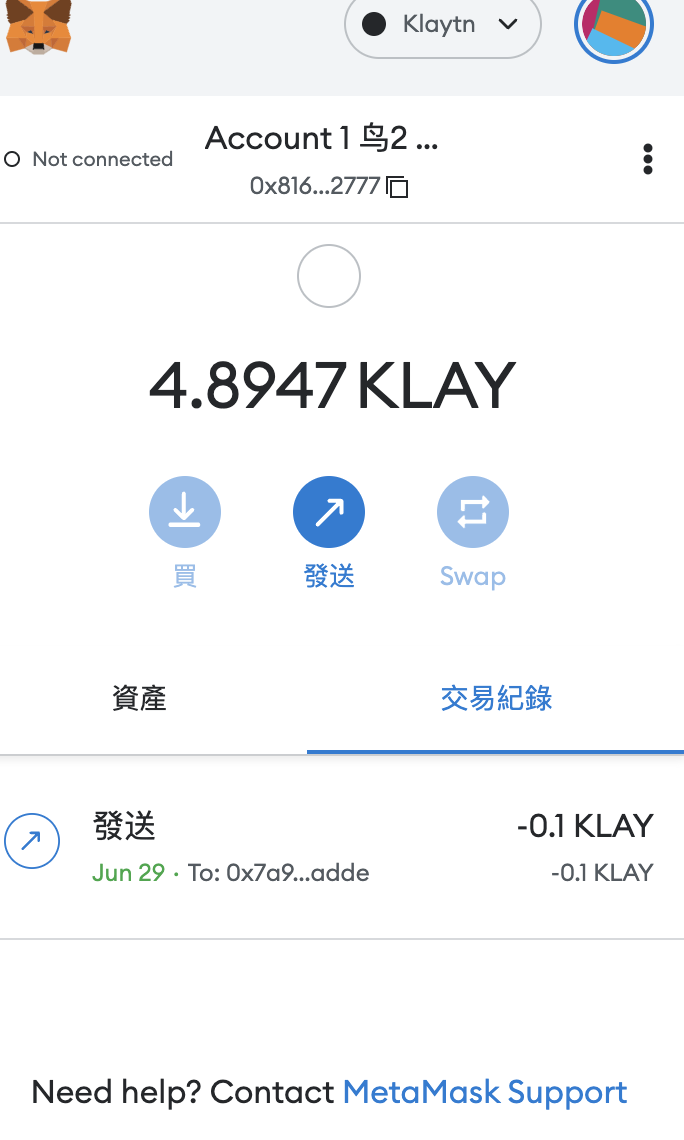 Klaytn
Not connected
Account 1 鸟2 ...
0x816...2777
4.8947 KLAY
買
發送
Swap
資產
交易紀錄
發送
-0.1 KLAY
Jun 29 · To: 0x7a9...adde
-0.1 KLAY
Need help? Contact MetaMask Support